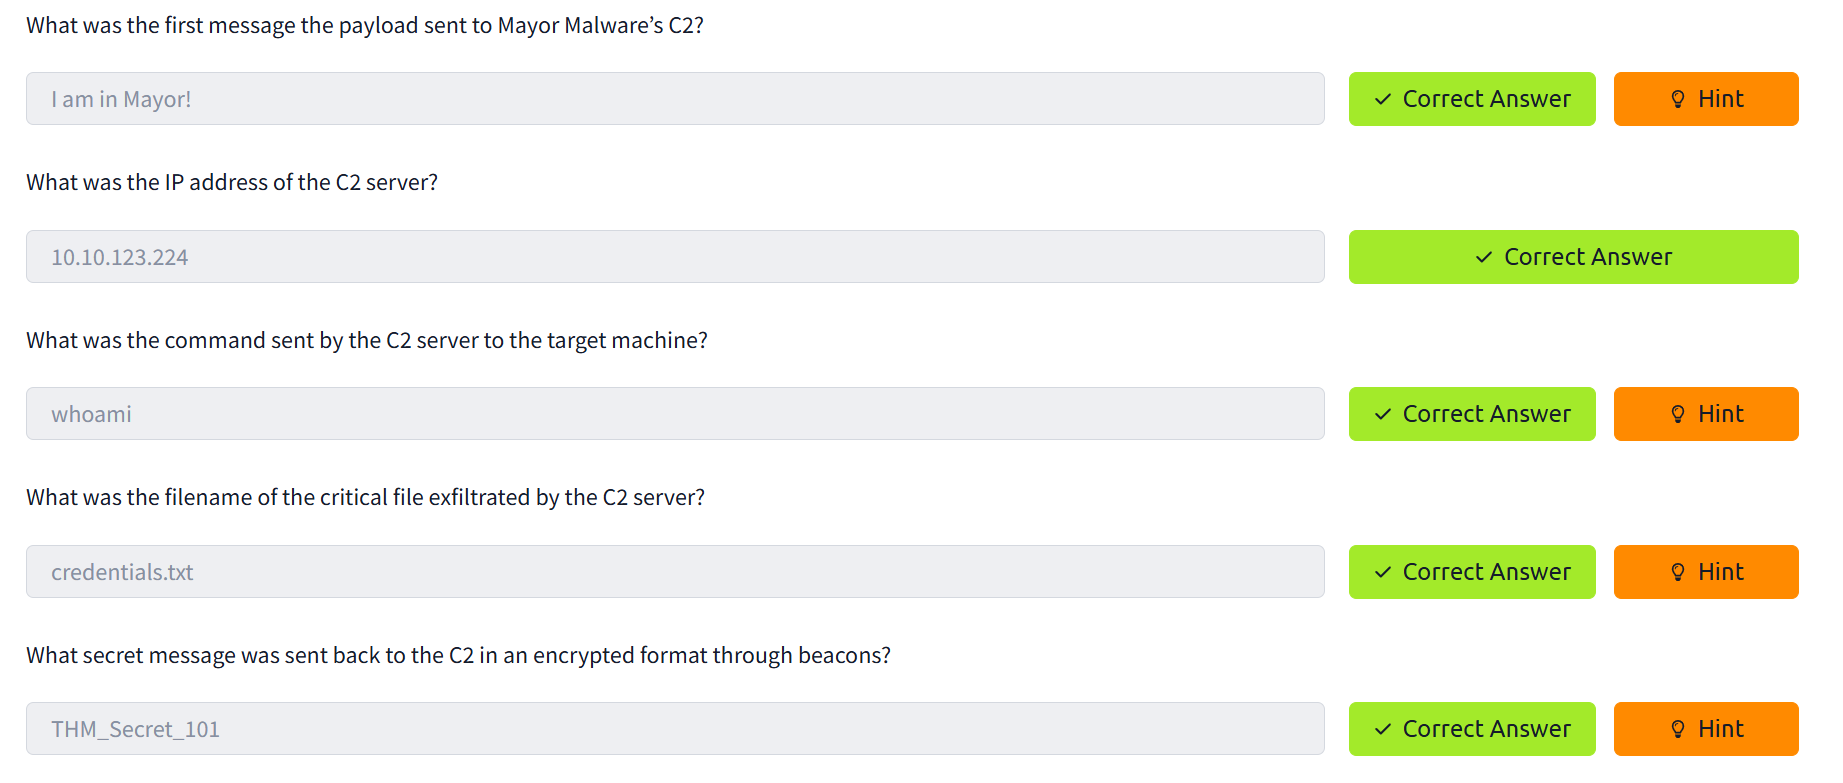 What was the first message the payload sent to Mayor Malware’s C2?
I am in Mayor!
Correct Answer
Hint
What was the IP address of the C2 server?
10.10.123.224
Correct Answer
What was the command sent by the C2 server to the target machine?
whoami
Correct Answer
Hint
What was the filename of the critical file exfiltrated by the C2 server?
credentials.txt
Correct Answer
Hint
What secret message was sent back to the C2 in an encrypted format through beacons?
THM_Secret_101
Correct Answer
Hint